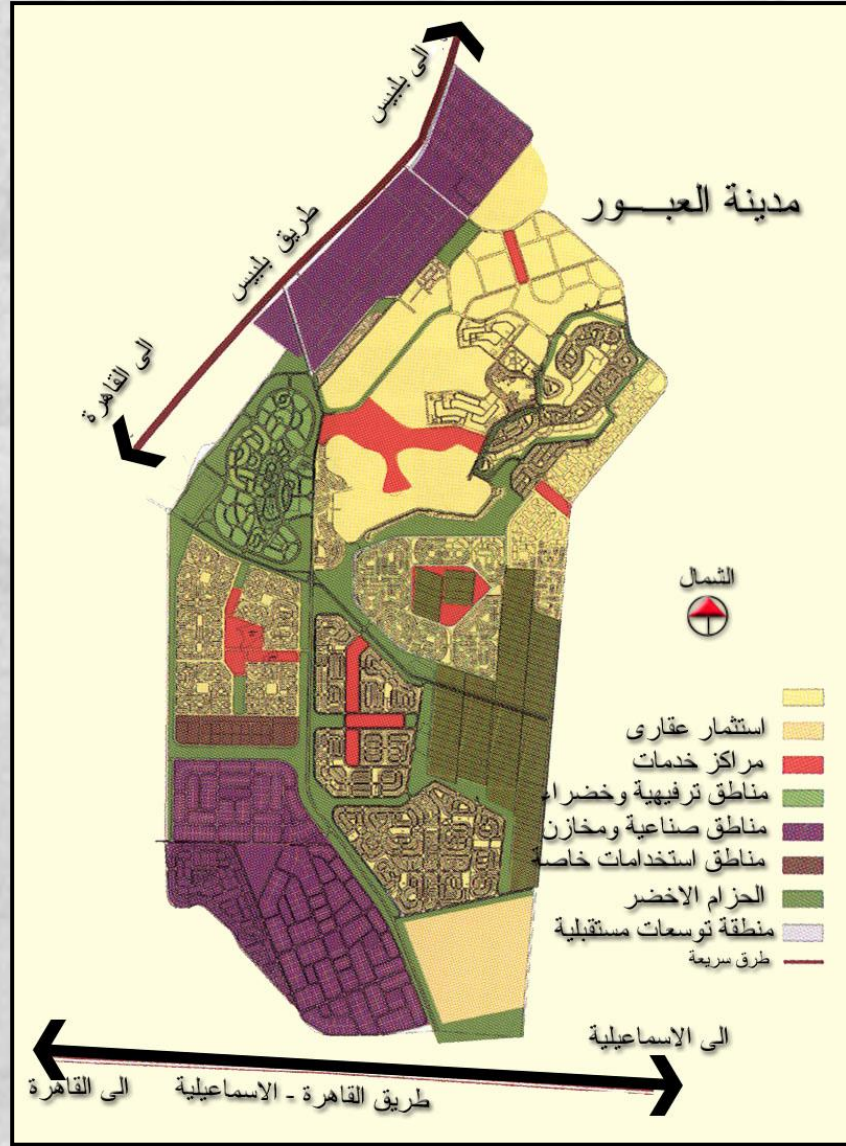 الى بلبيس
مدينة العبـــور
طريق بلبيس
الى القاهرة
الشمال
استثمار عقارى
مراكز خدمات
مناطق ترفيهية وخضراء
مناطق صناعية ومخازن
مناطق استخدامات خاصة
الحزام الاخضر
منطقة توسعات مستقبلية
طرق سريعة
الى الاسماعيلية
طريق القاهرة - الاسماعيلية
الى القاهرة